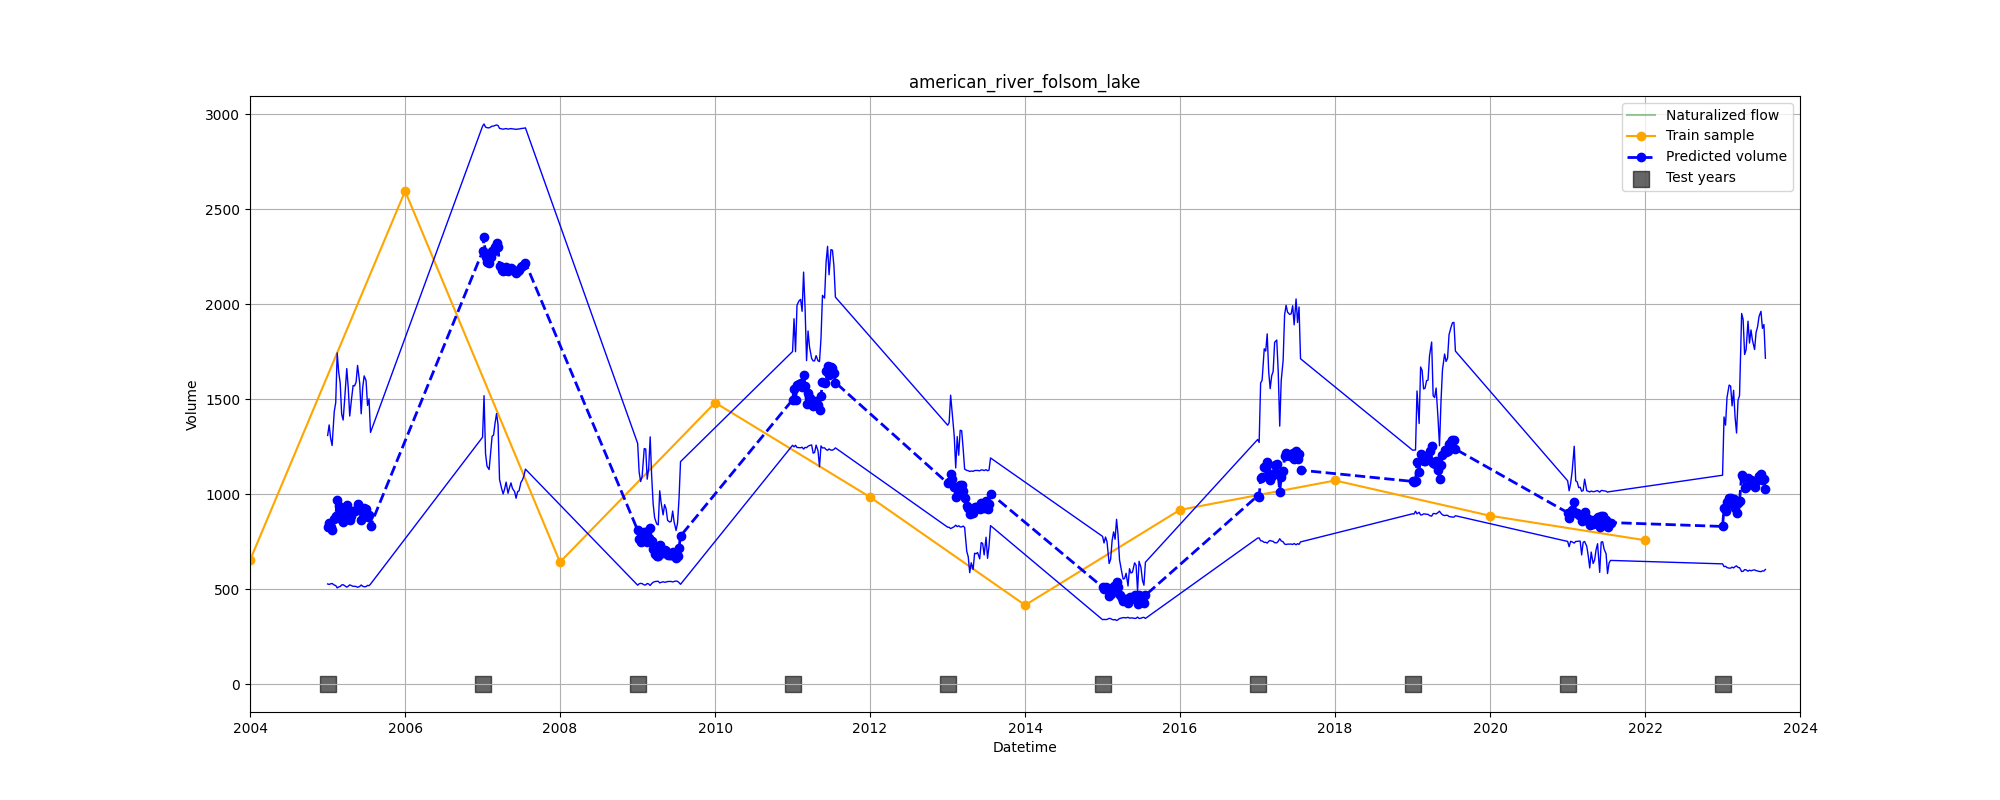 american_river_folsom_lake
3000
2500
2000
1500
1000
500
0
Volume
Naturalized flow
Train sample
Predicted volume
Test years
2004 2006 2008 2010 2012 2014 2016 2018 2020 2022 2024
Datetime